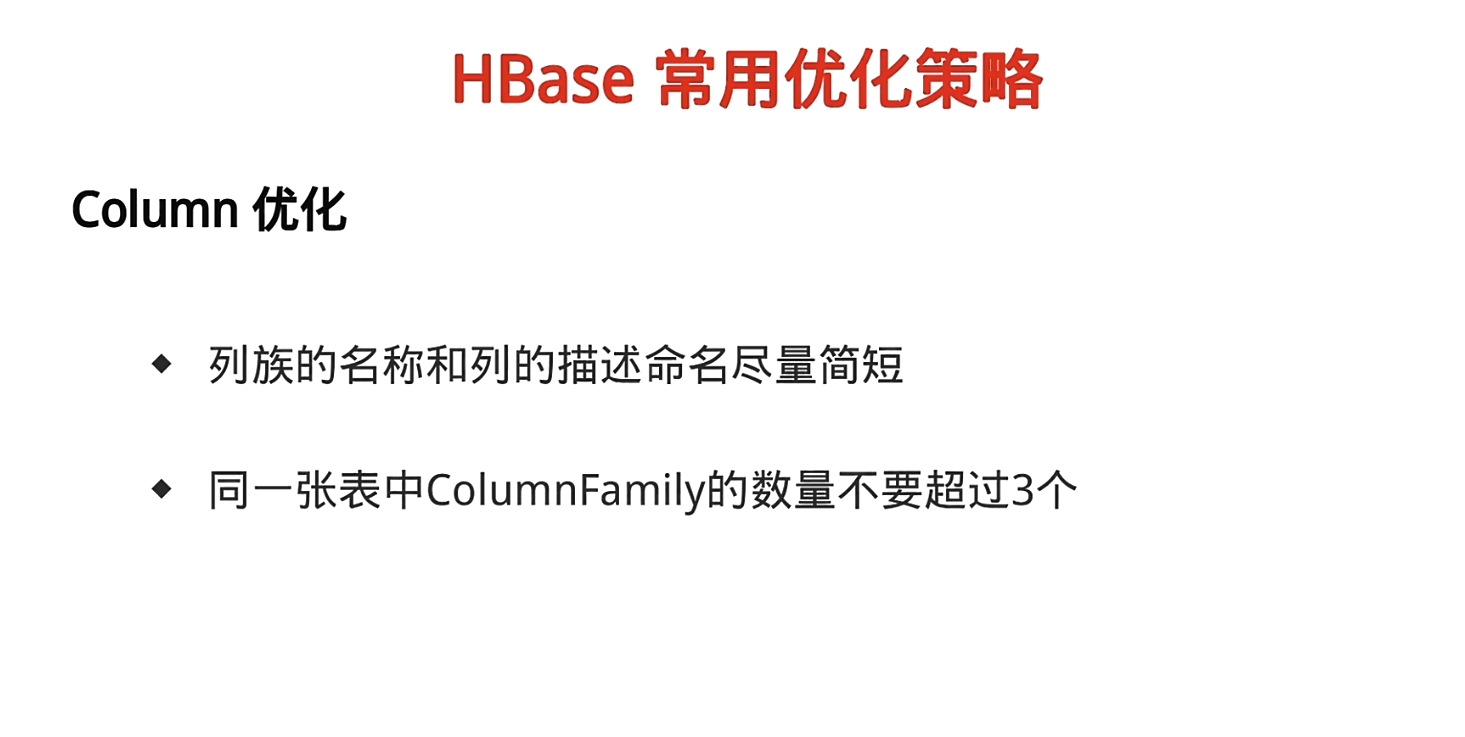 HBase 常用优化策略
Column 优化
◆ 列族的名称和列的描述命名尽量简短
◆ 同一张表中ColumnFamily的数量不要超过3个